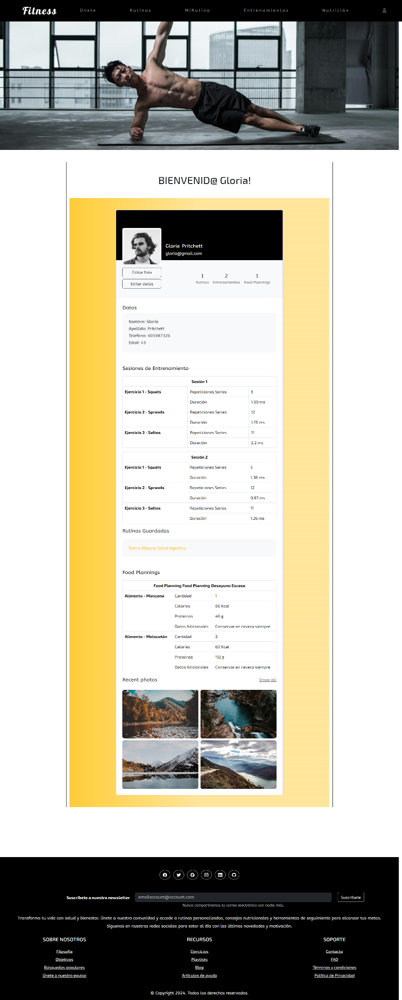 Fitness Únete Rutinas MiRutina Entrenamientos Nutrición
BIENVENID@ Gloria!
Gloria Pritchett
gloria@gmail.com
Editar foto
Editar datos
1 2 1
Rutinas Entrenamientos Food Plannings
Datos
Nombre: Gloria
Apellido: Pritchett
Telefono: 605987326
Edad: 43
Sesiones de Entrenamiento
Sesión 1
Ejercicio 1 - Squats Repeticiones Series 5
Duración 1.89 ms
Ejercicio 2 - Sprawls Repeticiones Series 12
Duración 1.76 ms
Ejercicio 3 - Saltos Repeticiones Series 11
Duración 2.2 ms
Sesión 2
Ejercicio 1 - Squats Repeticiones Series 5
Duración 1.38 ms
Ejercicio 2 - Sprawls Repeticiones Series 12
Duración 0.97 ms
Ejercicio 3 - Saltos Repeticiones Series 11
Duración 1.26 ms
Rutinas Guardadas
Rutina Mejorar Salud digestiva
Food Plannings
Food Planning Food Planning Desayuno Escaso
Alimento - Manzana Cantidad 1
Calorías 86 Kcal
Proteinas 46 g
Datos Adicionales Conservar en nevera siempre
Alimento - Melocotón Cantidad 2
Calorías 60 Kcal
Proteinas 112 g
Datos Adicionales Conservar en nevera siempre
Recent photos Show all
Suscríbete a nuestra newsletter emailaccount@account.com Suscríbete
Nunca compartiremos tu correo electrónico con nadie más.
Transforma tu vida con salud y bienestar. Únete a nuestra comunidad y accede a rutinas personalizadas, consejos nutricionales y herramientas de seguimiento para alcanzar tus metas.
Síguenos en nuestras redes sociales para estar al día con las últimas novedades y motivación.
SOBRE NOSOTROS RECURSOS SOPORTE
Filosofía Ejercicios Contacto
Objetivos Playlists FAQ
Búsquedas populares Blog Términos y condiciones
Únete a nuestro equipo Artículos de ayuda Política de Privacidad
© Copyright 2024. Todos los derechos reservados.